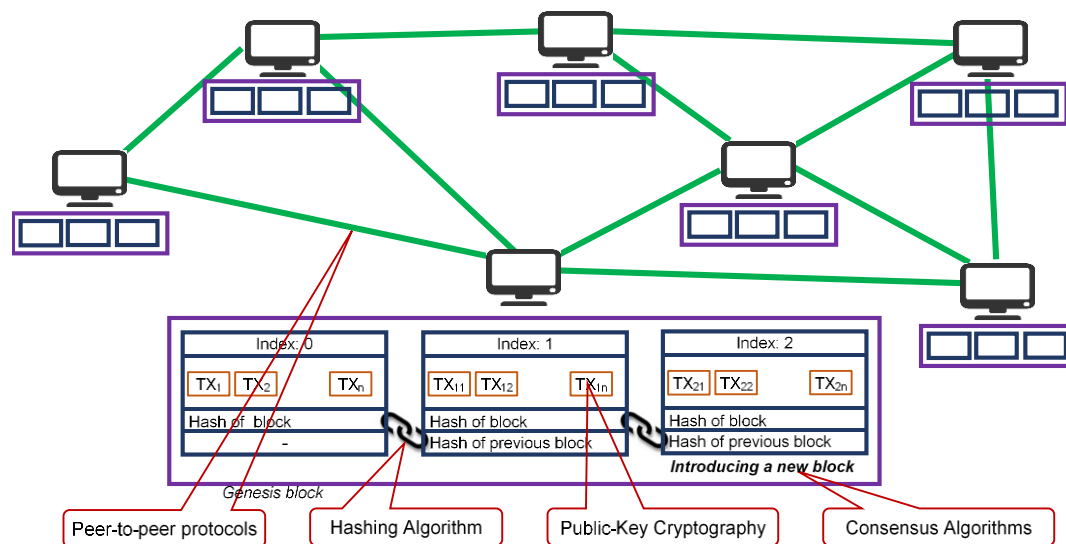 Index: 0
Index: 1
Index: 2
TX1 TX2 TXn
TX11 TX12 TX1n
TX21 TX22 TX2n
Hash of block
Hash of block
Hash of block
-
Hash of previous block
Hash of previous block
Introducing a new block
Genesis block
Peer-to-peer protocols
Hashing Algorithm
Public-Key Cryptography
Consensus Algorithms